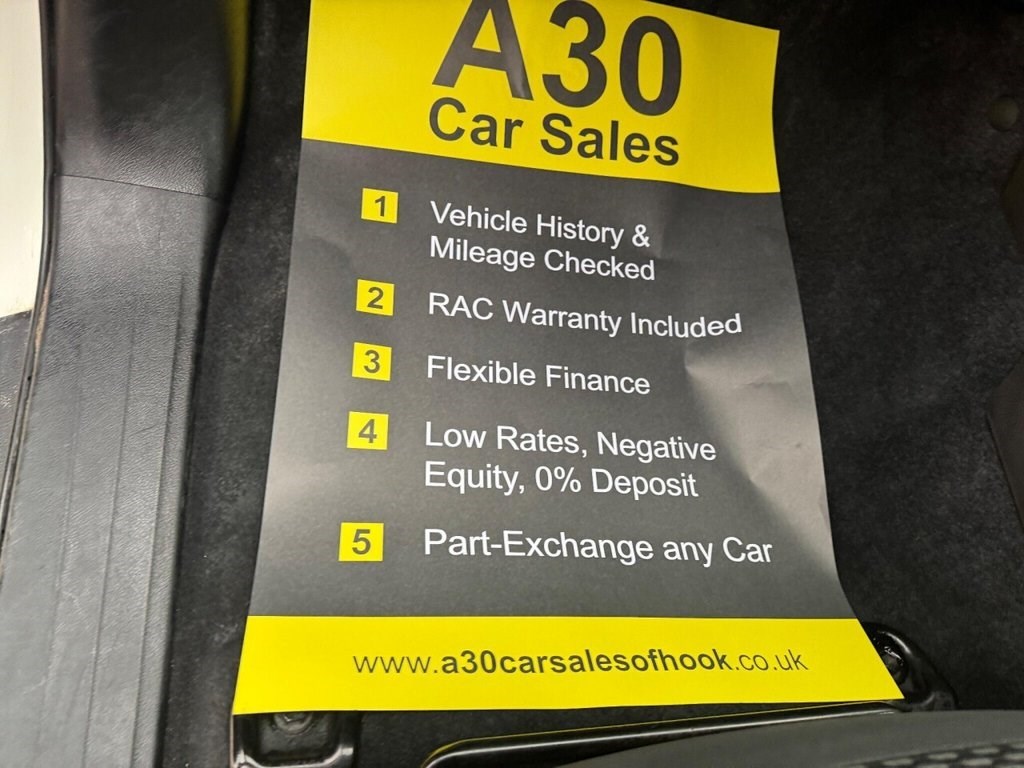 A30
Car Sales
1 Vehicle History &
Mileage Checked
2 RAC Warranty Included
3 Flexible Finance
4 Low Rates, Negative
Equity, 0% Deposit
5 Part-Exchange any Car
www.a30carsalesofhook.co.uk